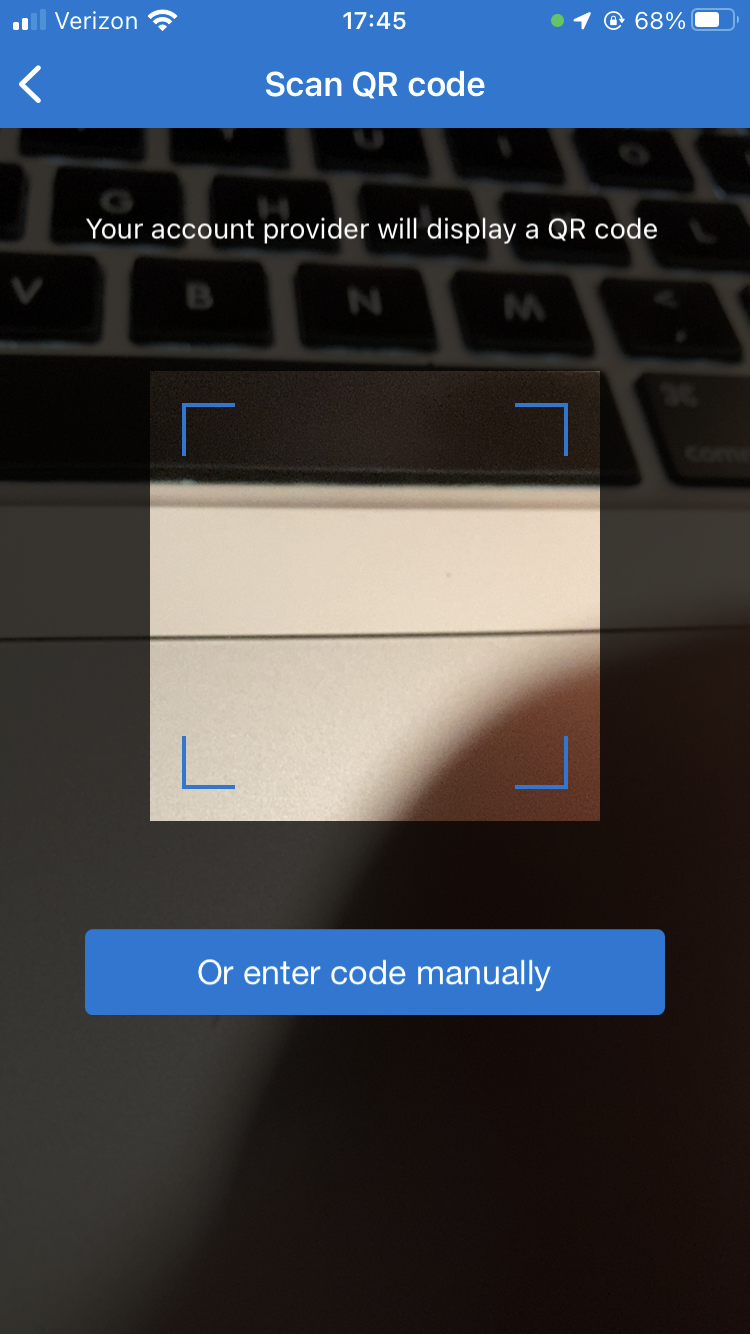 Verizon 17:45 68%
Scan QR code
U I O
G H J L
Your account provider will display a QR code
V B N M <
,
⌘
Or enter code manually